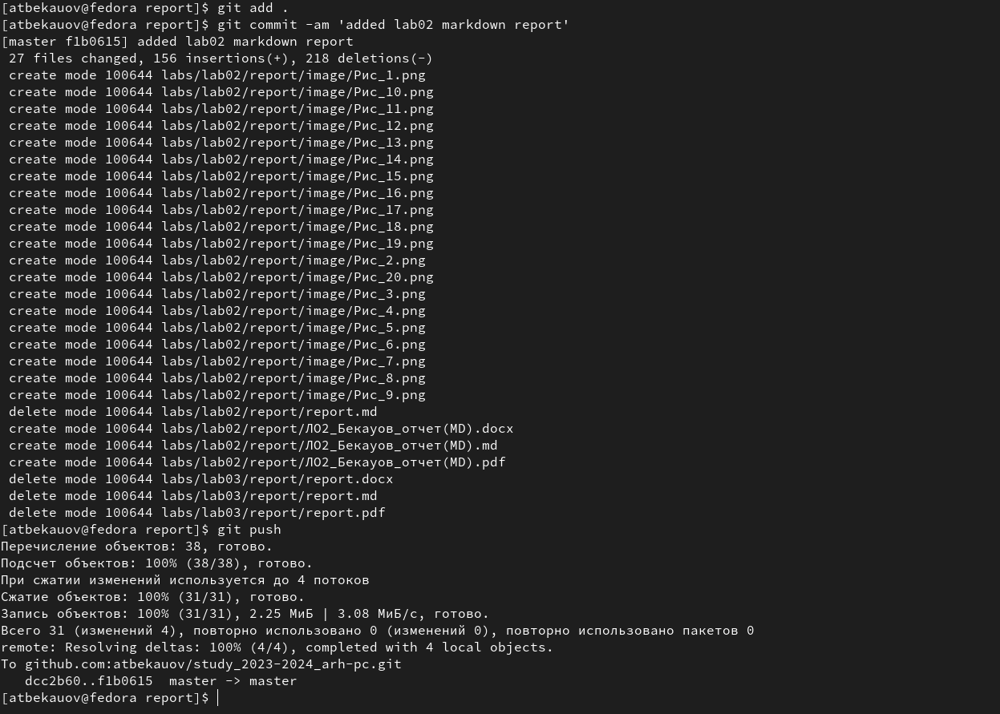 [atbekauov@fedora report]$ git add .
[atbekauov@fedora report]$ git commit -am 'added lab02 markdown report'
[master f1b0615] added lab02 markdown report
 27 files changed, 156 insertions(+), 218 deletions(-)
 create mode 100644 labs/lab02/report/image/Рис_1.png
 create mode 100644 labs/lab02/report/image/Рис_10.png
 create mode 100644 labs/lab02/report/image/Рис_11.png
 create mode 100644 labs/lab02/report/image/Рис_12.png
 create mode 100644 labs/lab02/report/image/Рис_13.png
 create mode 100644 labs/lab02/report/image/Рис_14.png
 create mode 100644 labs/lab02/report/image/Рис_15.png
 create mode 100644 labs/lab02/report/image/Рис_16.png
 create mode 100644 labs/lab02/report/image/Рис_17.png
 create mode 100644 labs/lab02/report/image/Рис_18.png
 create mode 100644 labs/lab02/report/image/Рис_19.png
 create mode 100644 labs/lab02/report/image/Рис_2.png
 create mode 100644 labs/lab02/report/image/Рис_20.png
 create mode 100644 labs/lab02/report/image/Рис_3.png
 create mode 100644 labs/lab02/report/image/Рис_4.png
 create mode 100644 labs/lab02/report/image/Рис_5.png
 create mode 100644 labs/lab02/report/image/Рис_6.png
 create mode 100644 labs/lab02/report/image/Рис_7.png
 create mode 100644 labs/lab02/report/image/Рис_8.png
 create mode 100644 labs/lab02/report/image/Рис_9.png
 delete mode 100644 labs/lab02/report/report.md
 create mode 100644 labs/lab02/report/Л02_Бекауов_отчет(MD).docx
 create mode 100644 labs/lab02/report/Л02_Бекауов_отчет(MD).md
 create mode 100644 labs/lab02/report/Л02_Бекауов_отчет(MD).pdf
 delete mode 100644 labs/lab03/report/report.docx
 delete mode 100644 labs/lab03/report/report.md
 delete mode 100644 labs/lab03/report/report.pdf
[atbekauov@fedora report]$ git push
Перечисление объектов: 38, готово.
Подсчет объектов: 100% (38/38), готово.
При сжатии изменений используется до 4 потоков
Сжатие объектов: 100% (31/31), готово.
Запись объектов: 100% (31/31), 2.25 МиБ | 3.08 МиБ/с, готово.
Всего 31 (изменений 4), повторно использовано 0 (изменений 0), повторно использовано пакетов 0
remote: Resolving deltas: 100% (4/4), completed with 4 local objects.
To github.com:atbekauov/study_2023-2024_arh-pc.git
   dcc2b60..f1b0615  master -> master
[atbekauov@fedora report]$